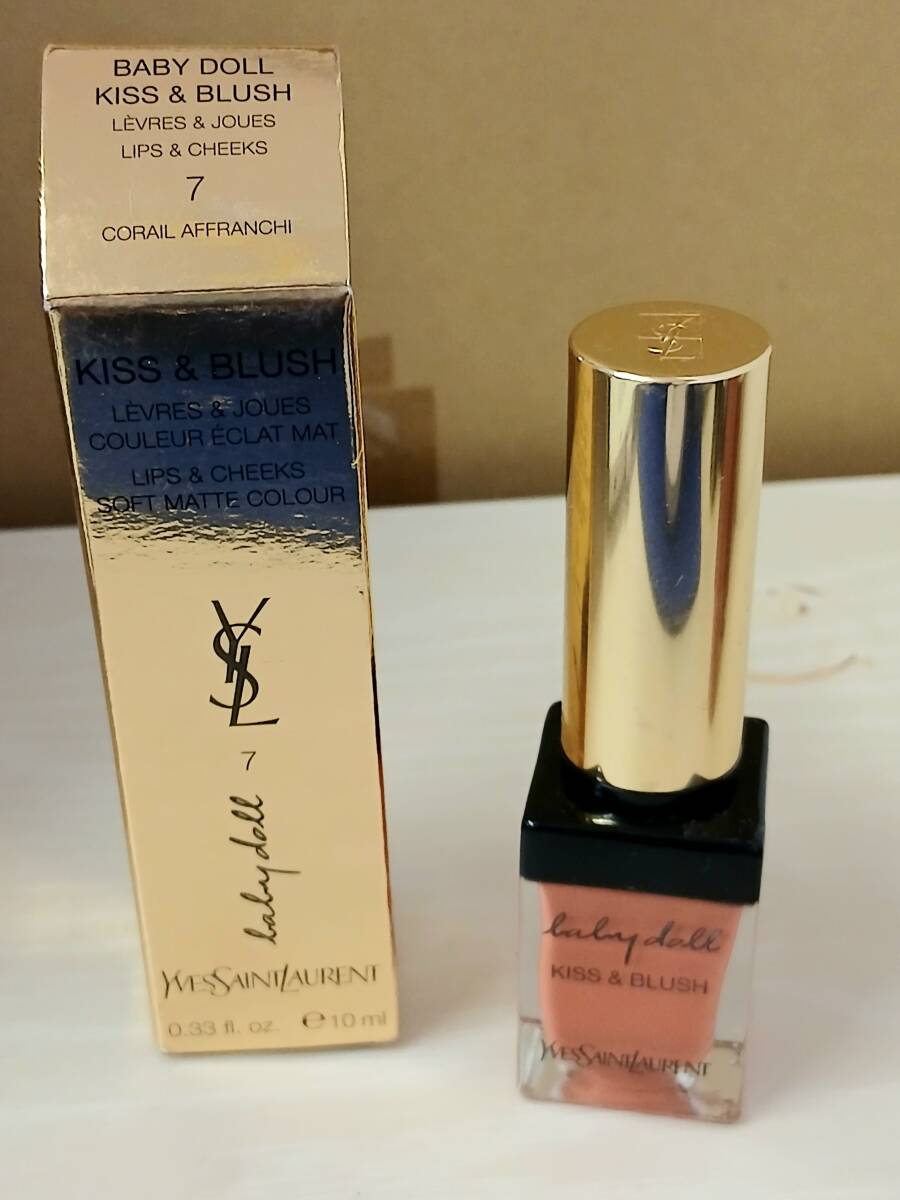 BABY DOLL
KISS & BLUSH
LÈVRES & JOUES
LIPS & CHEEKS
7
CORAIL AFFRANCHI
KISS & BLUSH
LÈVRES & JOUES
COULEUR ÉCLAT MAT
LIPS & CHEEKS
SOFT MATTE COLOUR
YSL
7
baby doll
YVESSAINTLAURENT
0.33 fl. oz. ℮10 ml
YSL
baby doll
KISS & BLUSH
YVESSAINTLAURENT